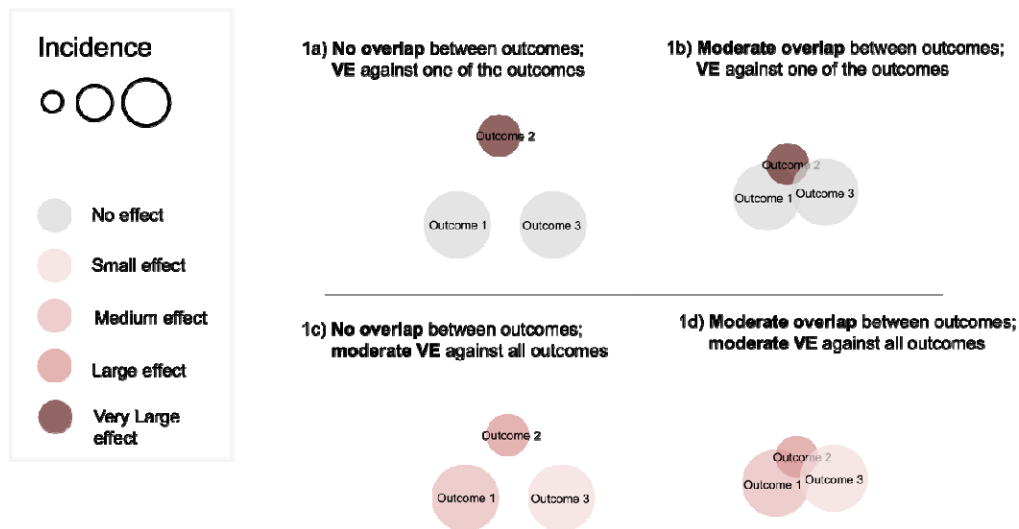 Incidence
No effect
Small effect
Medium effect
Large effect
Very Large
effect
1a) No overlap between outcomes;
VE against one of the outcomes
Outcome 2
Outcome 1
Outcome 3
1b) Moderate overlap between outcomes;
VE against one of the outcomes
Outcome 2
Outcome 1
Outcome 3
1c) No overlap between outcomes;
moderate VE against all outcomes
Outcome 2
Outcome 1
Outcome 3
1d) Moderate overlap between outcomes;
moderate VE against all outcomes
Outcome 2
Outcome 1
Outcome 3